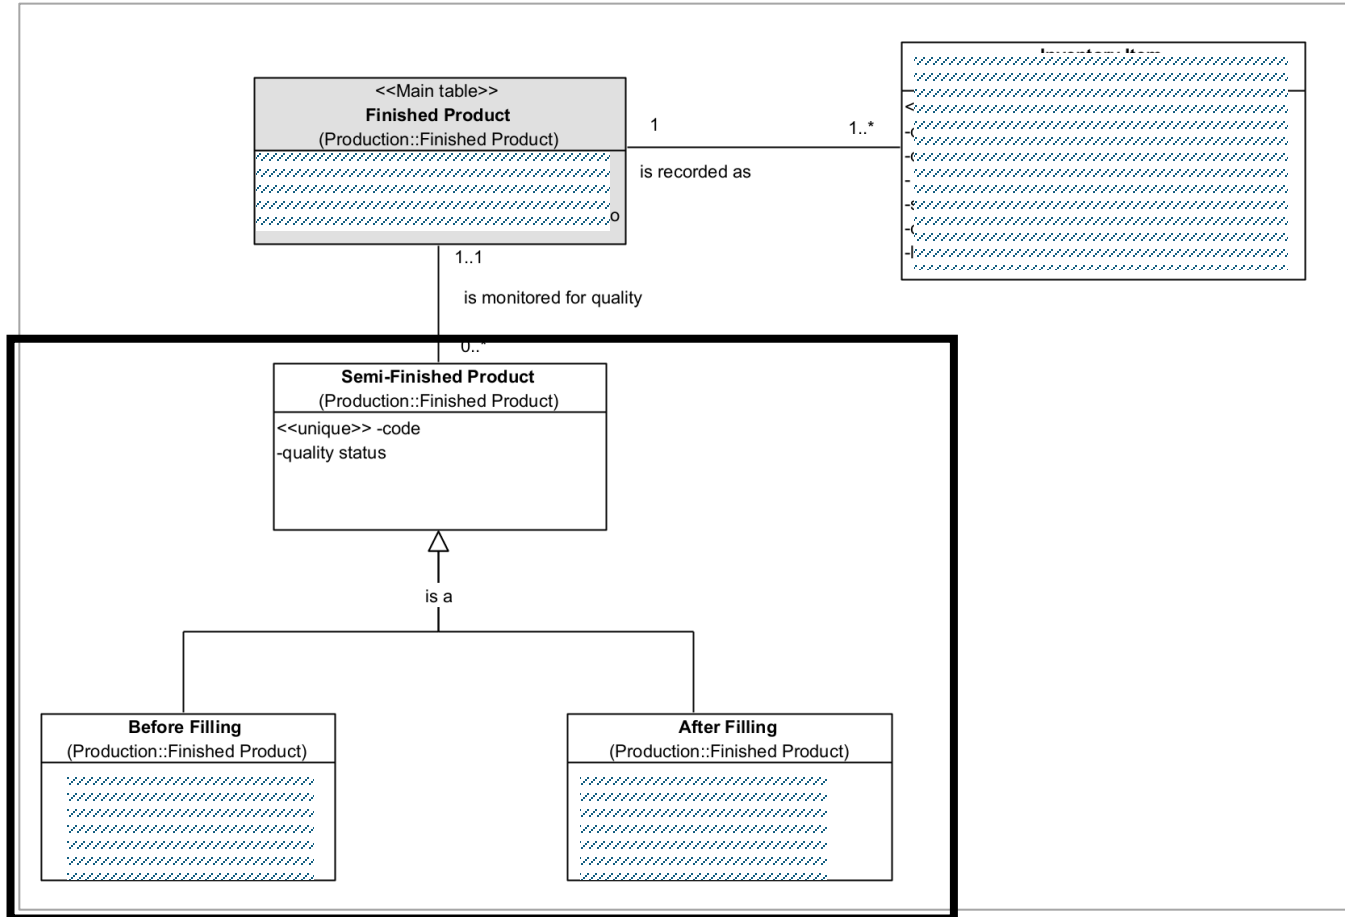 <<Main table>>
Finished Product
(Production::Finished Product)
o
1
1..*
is recorded as
1..1
is monitored for quality
0..*
Semi-Finished Product
(Production::Finished Product)
<<unique>> -code
-quality status
is a
Before Filling
(Production::Finished Product)
After Filling
(Production::Finished Product)